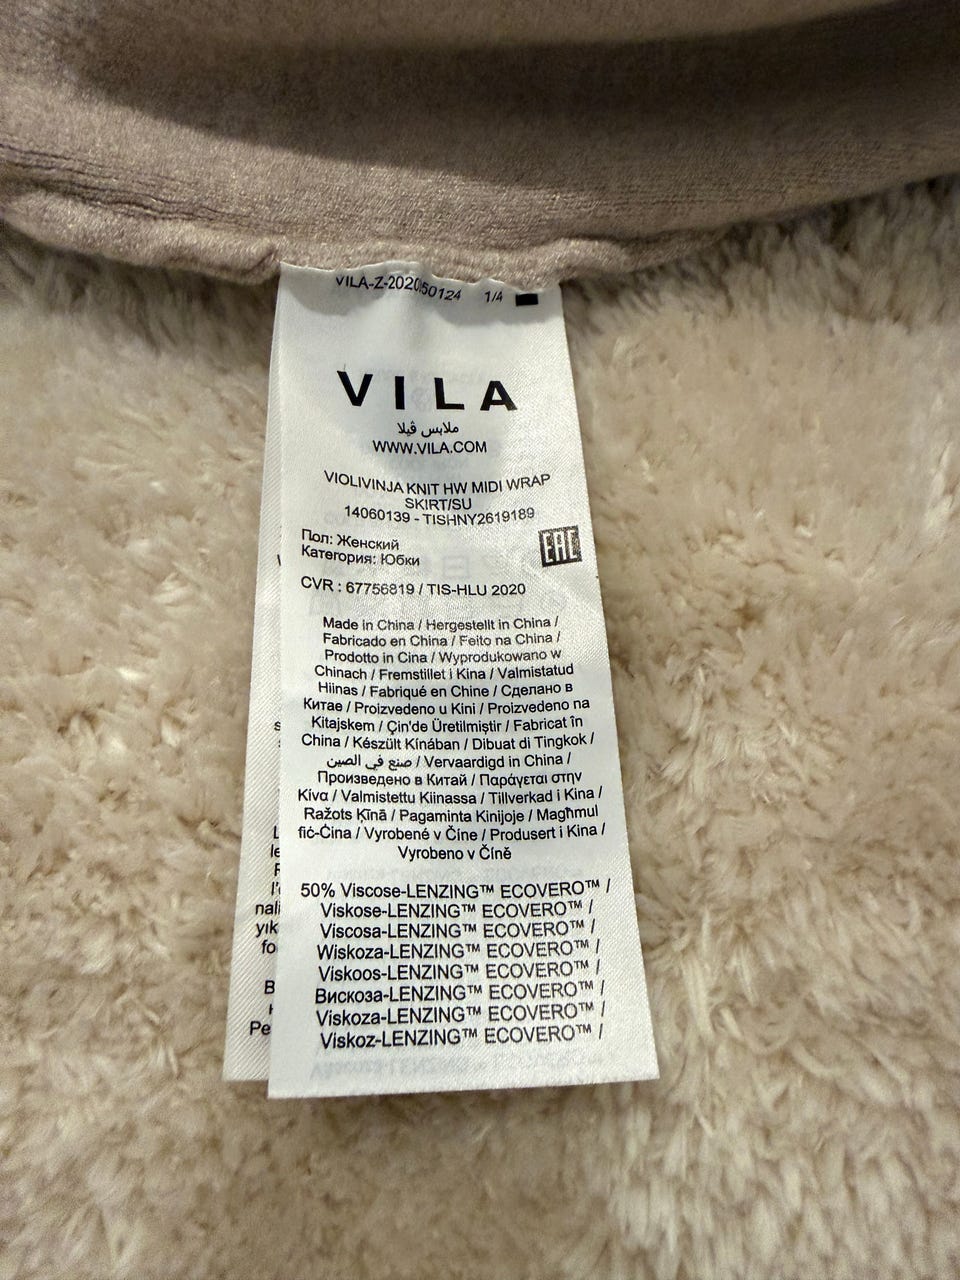 VILA-Z-202050124 1/4
VILA
ملابس ڤيلا
WWW.VILA.COM
VIOLIVINJA KNIT HW MIDI WRAP
SKIRT/SU
14060139 - TISHNY2619189
Пол: Женский
Категория: Юбки
EAC
CVR : 67756819 / TIS-HLU 2020
Made in China / Hergestellt in China /
Fabricado en China / Feito na China /
Prodotto in Cina / Wyprodukowano w
Chinach / Fremstillet i Kina / Valmistatud
Hiinas / Fabriqué en Chine / Сделано в
Китае / Proizvedeno u Kini / Proizvedeno na
Kitajskem / Çin'de Üretilmiştir / Fabricat în
China / Készült Kínában / Dibuat di Tingkok /
صنع في الصين / Vervaardigd in China /
Произведено в Китай / Παράγεται στην
Κίνα / Valmistettu Kiinassa / Tillverkad i Kina /
Ražots Ķīnā / Pagaminta Kinijoje / Magħmul
fiċ-Ċina / Vyrobené v Číne / Produsert i Kina /
Vyrobeno v Číně
50% Viscose-LENZING™ ECOVERO™ /
Viskose-LENZING™ ECOVERO™ /
Viscosa-LENZING™ ECOVERO™ /
Wiskoza-LENZING™ ECOVERO™ /
Viskoos-LENZING™ ECOVERO™ /
Вискоза-LENZING™ ECOVERO™ /
Viskoza-LENZING™ ECOVERO™ /
Viskoz-LENZING™ ECOVERO™ /